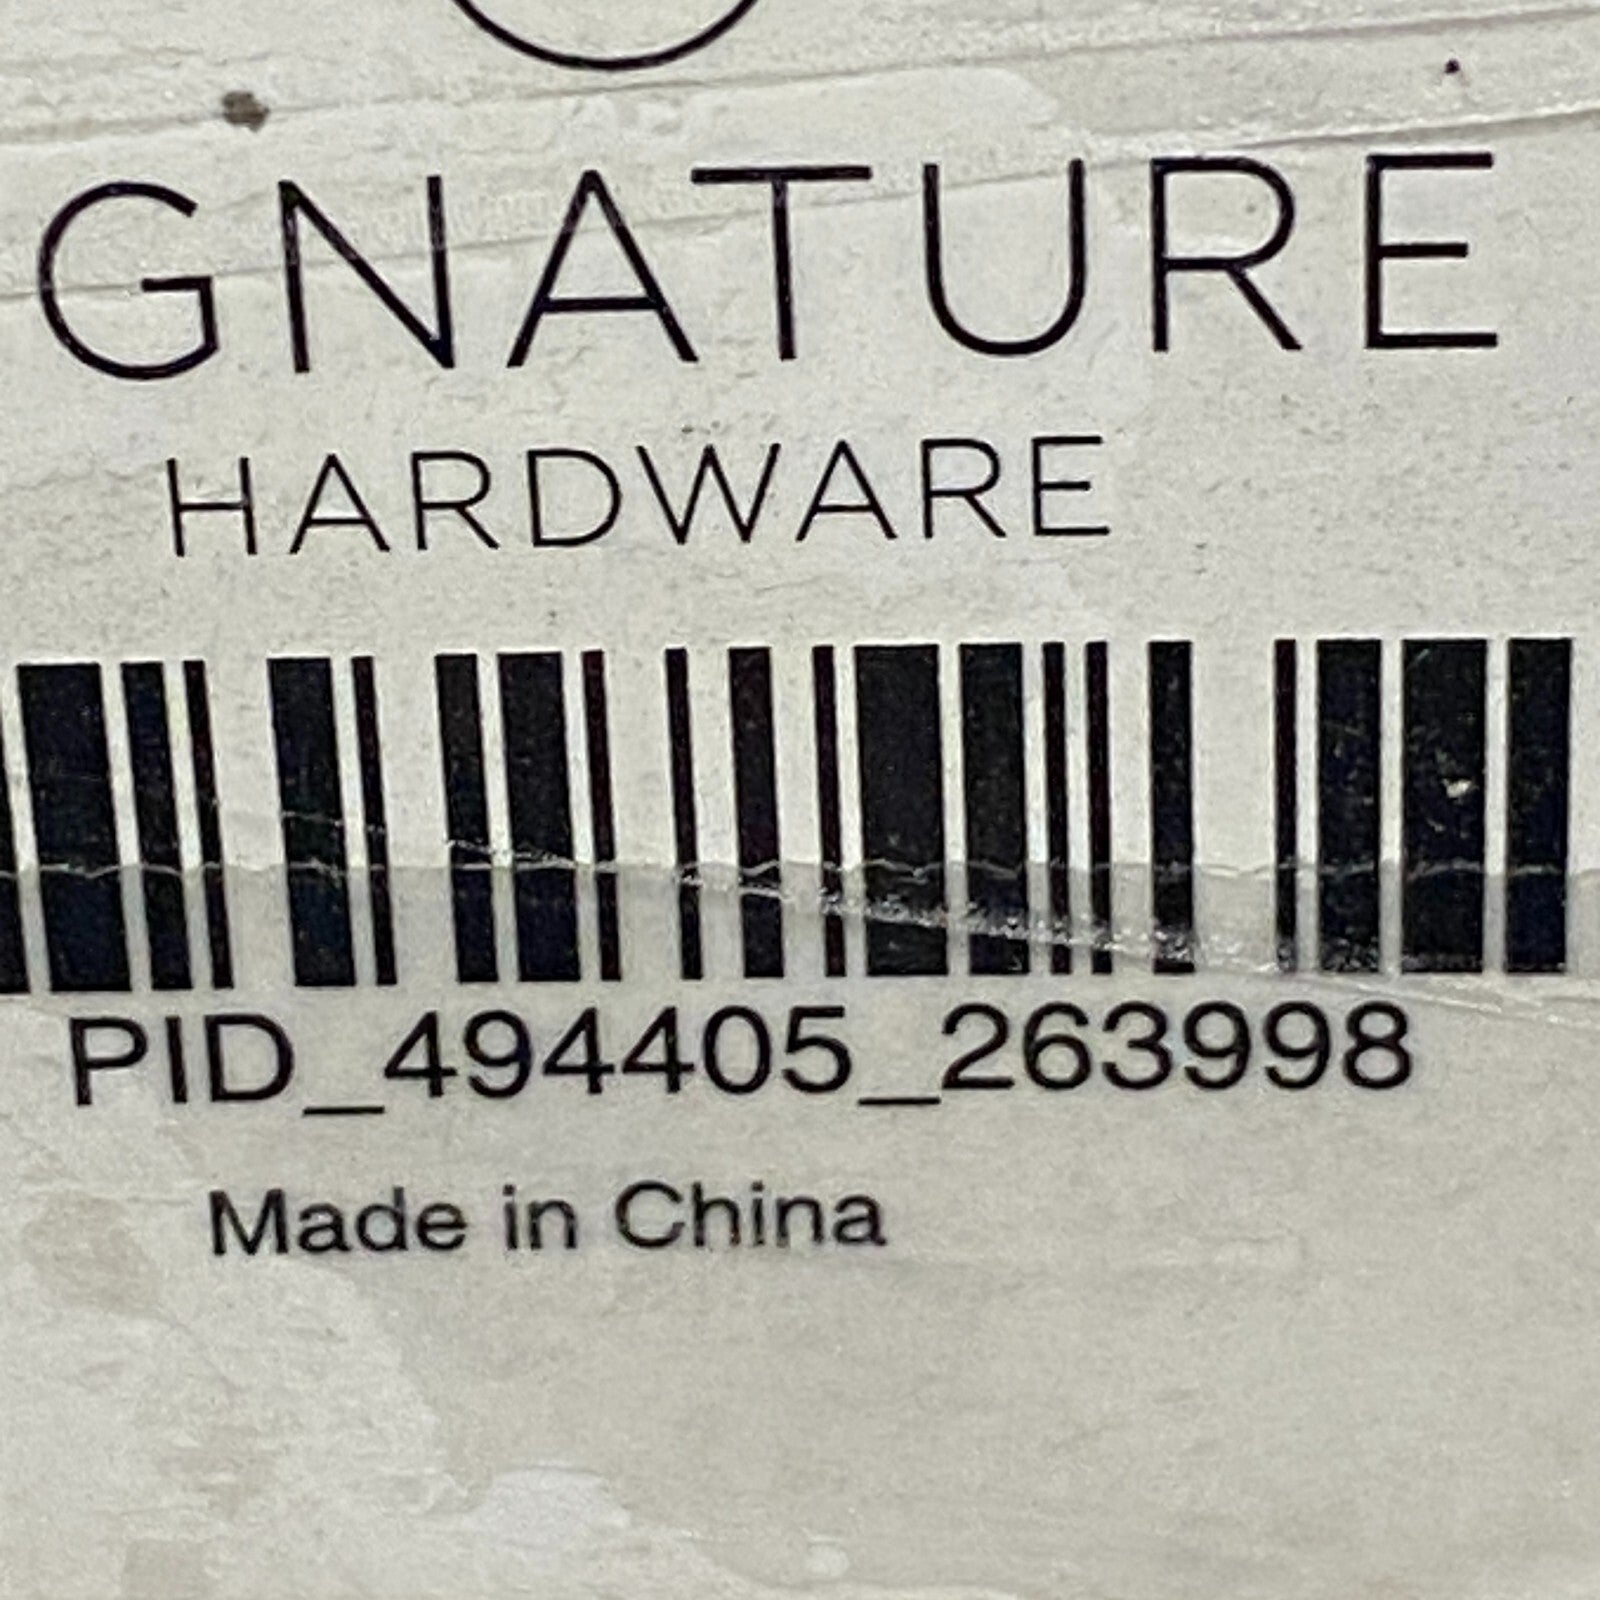 GNATURE
HARDWARE
PID_494405_263998
Made in China